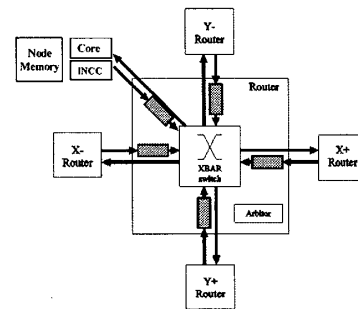 Y-
Router
Node
Memory
Core
INCC
Router
X-
Router
XBAR
switch
X+
Router
Arbiter
Y+
Router